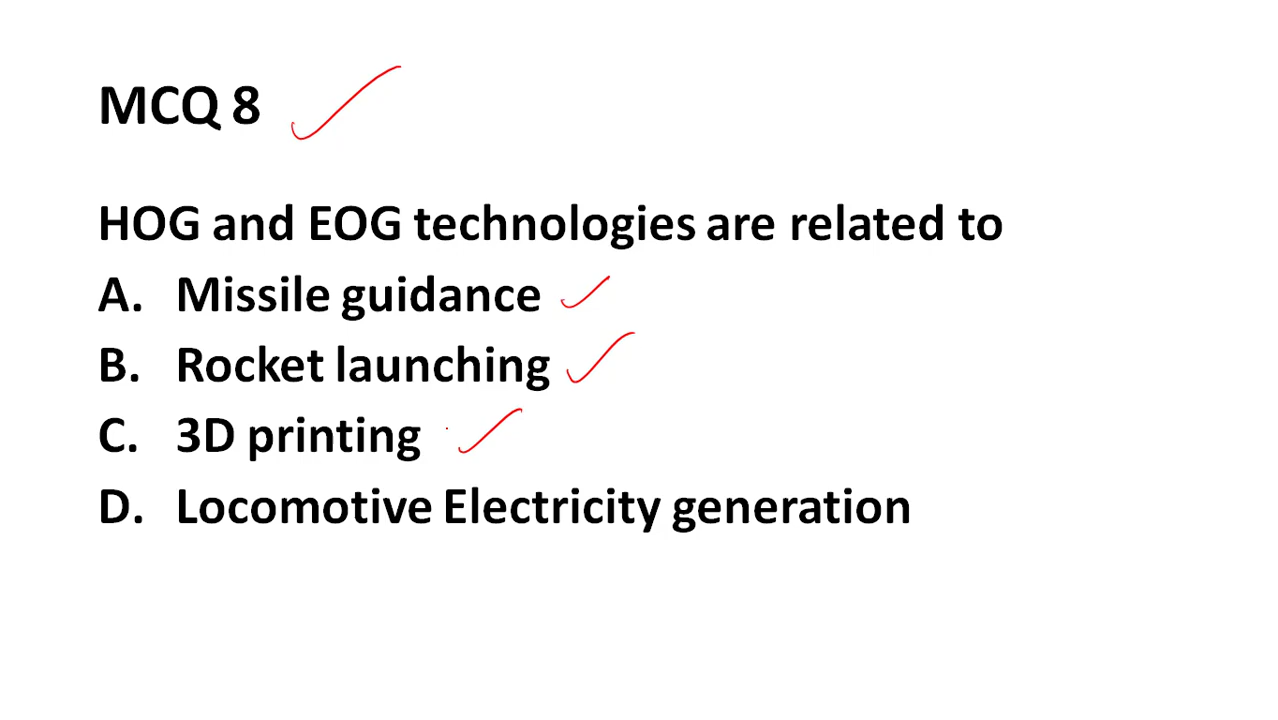 MCQ 8
HOG and EOG technologies are related to
A. Missile guidance
B. Rocket launching
C. 3D printing
D. Locomotive Electricity generation